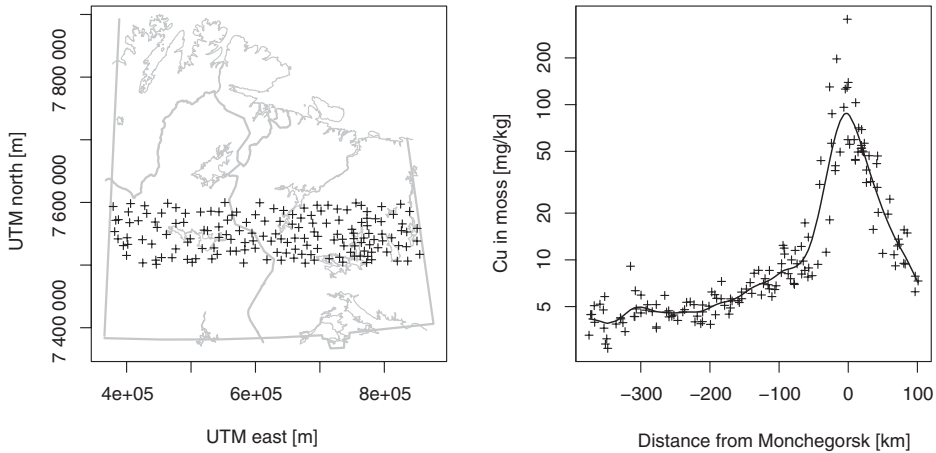 UTM north [m]
7 800 000
7 600 000
7 400 000
4e+05
6e+05
8e+05
UTM east [m]
Cu in moss [mg/kg]
200
100
50
20
10
5
−300
−200
−100
0
100
Distance from Monchegorsk [km]